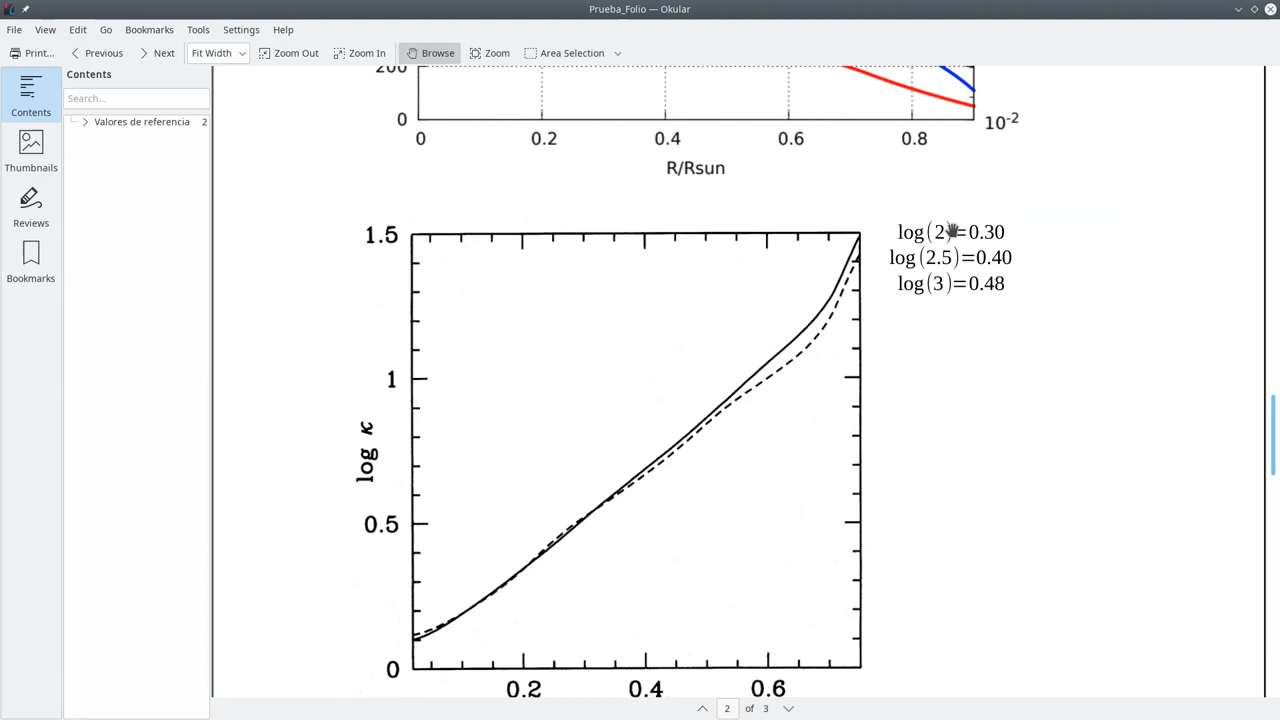 Prueba_Folio — Okular
File View Edit Go Bookmarks Tools Settings Help
Print... Previous Next Fit Width Zoom Out Zoom In Browse Zoom Area Selection
Contents
Search...
Valores de referencia 2
Contents
Thumbnails
Reviews
Bookmarks
200
0
10-2
0 0.2 0.4 0.6 0.8
R/Rsun
1.5
1
0.5
0
log κ
0.2 0.4 0.6
log(2)=0.30
log(2.5)=0.40
log(3)=0.48
2 of 3